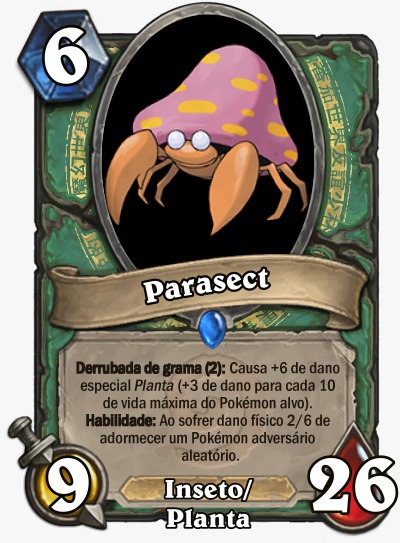 6
Parasect
Derrubada de grama (2): Causa +6 de dano
especial Planta (+3 de dano para cada 10
de vida máxima do Pokémon alvo).
Habilidade: Ao sofrer dano físico 2/6 de
adormecer um Pokémon adversário
aleatório.
9
Inseto/
Planta
26